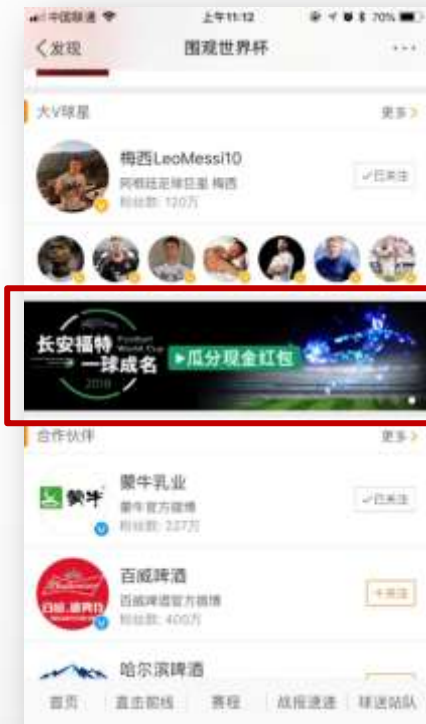 中国联通
上午11:12
70%
发现
围观世界杯
大V球星
更多
梅西LeoMessi10
阿根廷足球巨星 梅西
粉丝数: 120万
已关注
长安福特
一球成名
Football
World Cup
2018
瓜分现金红包
合作伙伴
更多
蒙牛
蒙牛乳业
蒙牛官方微博
粉丝数: 227万
已关注
Budweiser
百威啤酒
百威啤酒官方微博
粉丝数: 400万
+关注
哈尔滨啤酒
首页
直击前线
赛程
战报速递
球迷站队